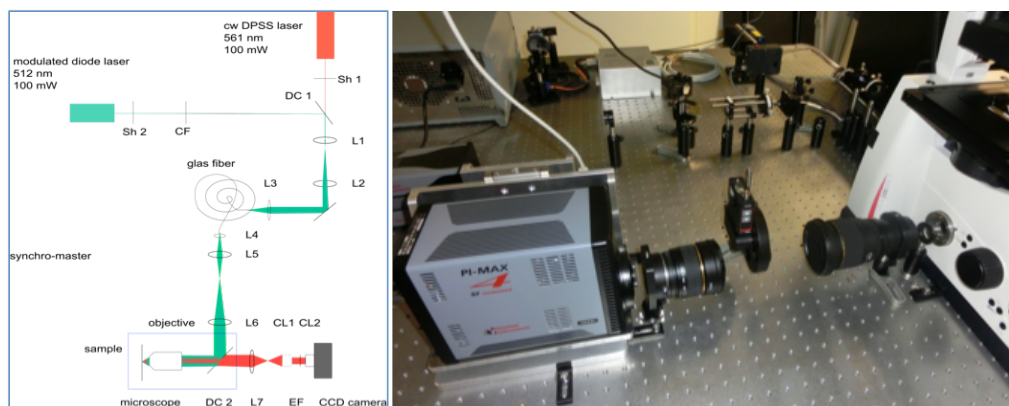 cw DPSS laser
561 nm
100 mW
modulated diode laser
512 nm
100 mW
Sh 1
DC 1
Sh 2
CF
L1
glas fiber
L3
L2
L4
synchro-master
L5
objective
L6
CL1
CL2
sample
microscope
DC 2
L7
EF
CCD camera
PI-MAX
4